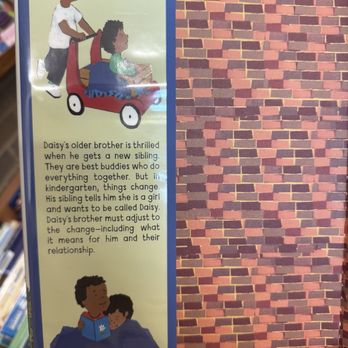 Daisy's older brother is thrilled
when he gets a new sibling.
They are best buddies who do
everything together. But in
kindergarten, things change.
His sibling tells him she is a girl
and wants to be called Daisy.
Daisy's brother must adjust to
the change—including what
it means for him and their
relationship.